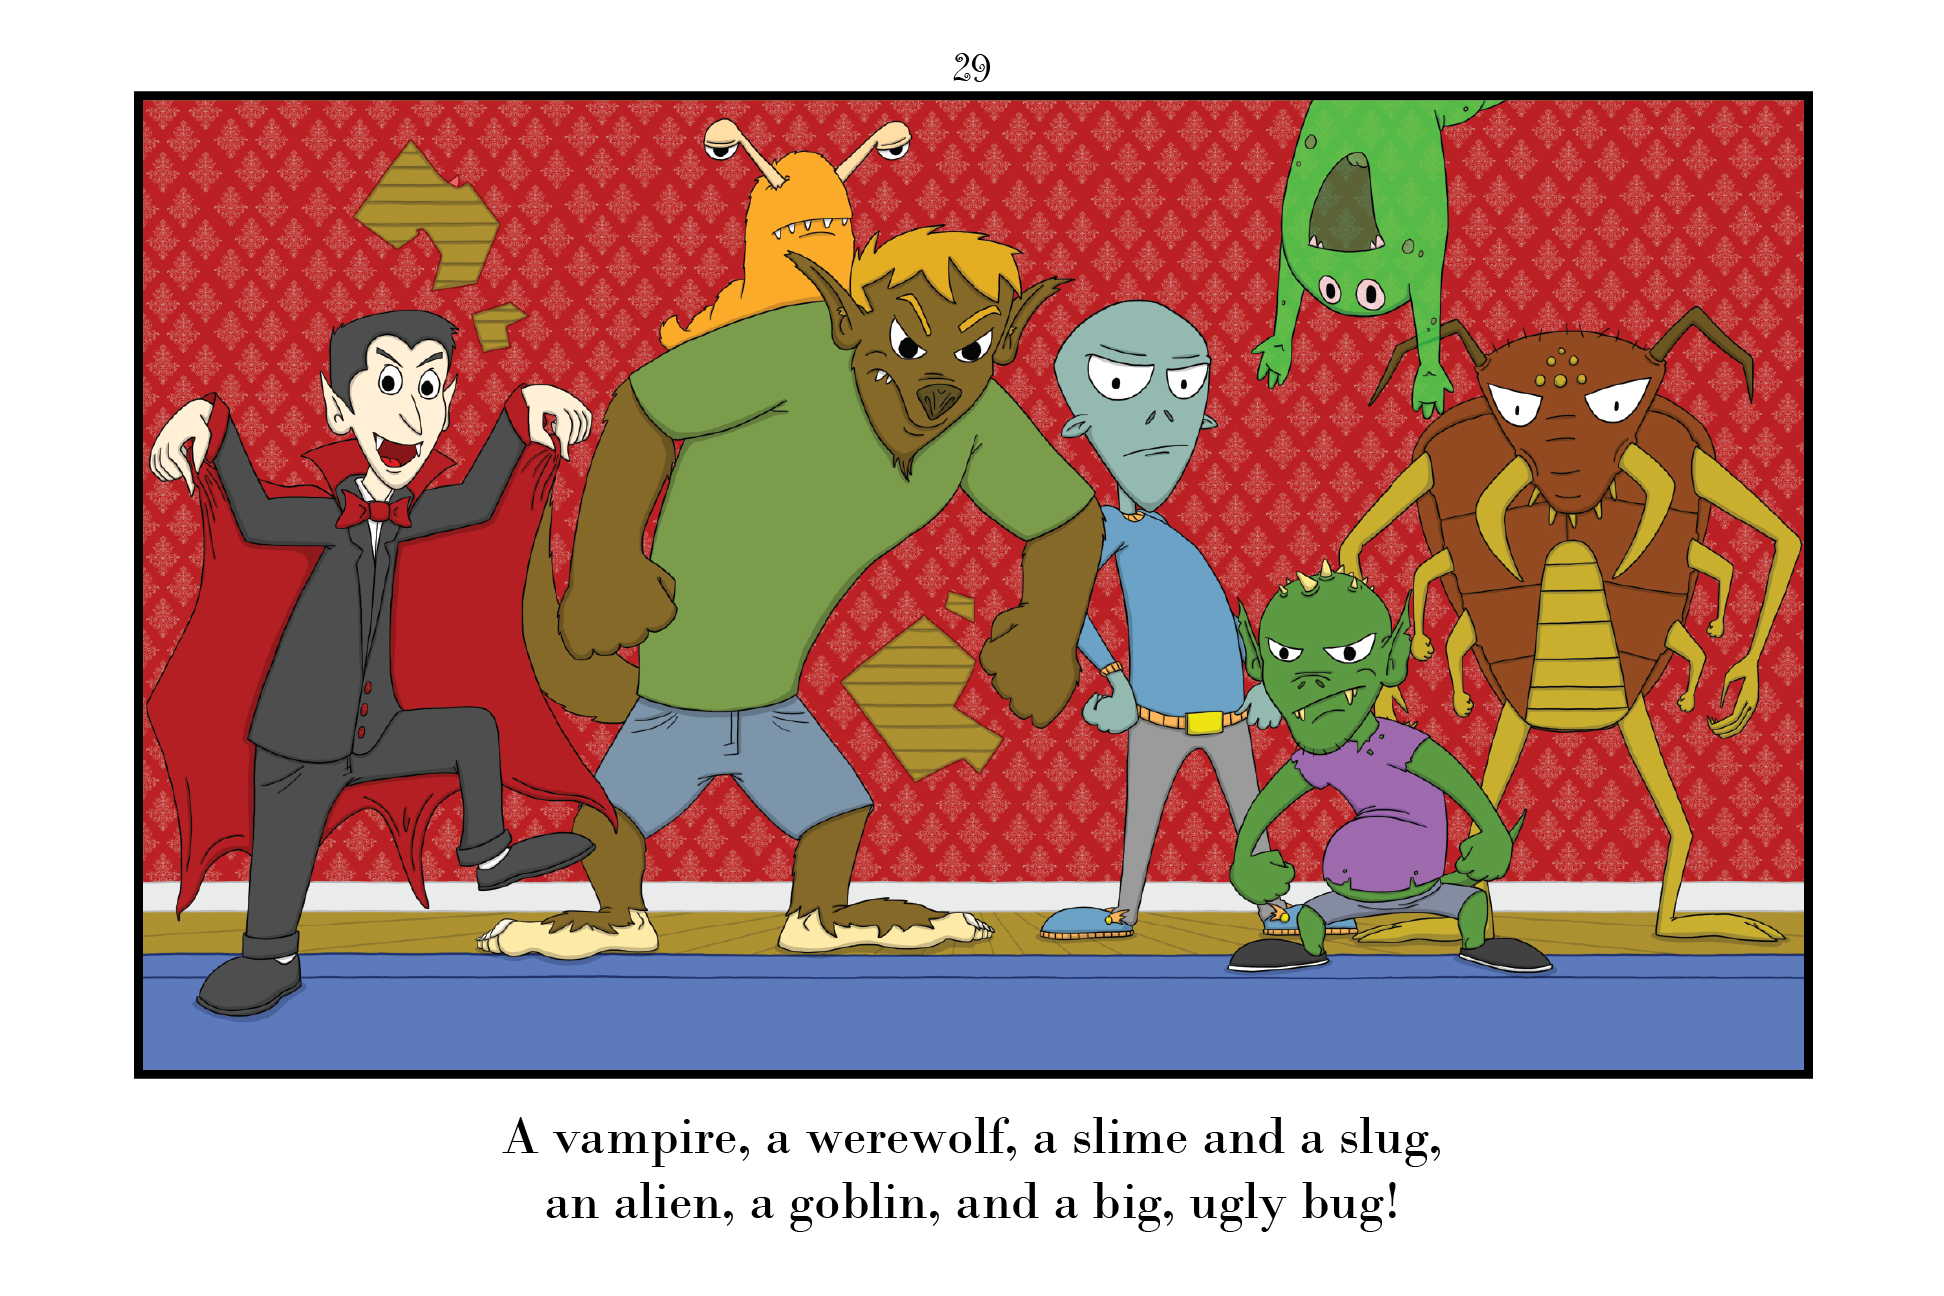 29
A vampire, a werewolf, a slime and a slug,
an alien, a goblin, and a big, ugly bug!